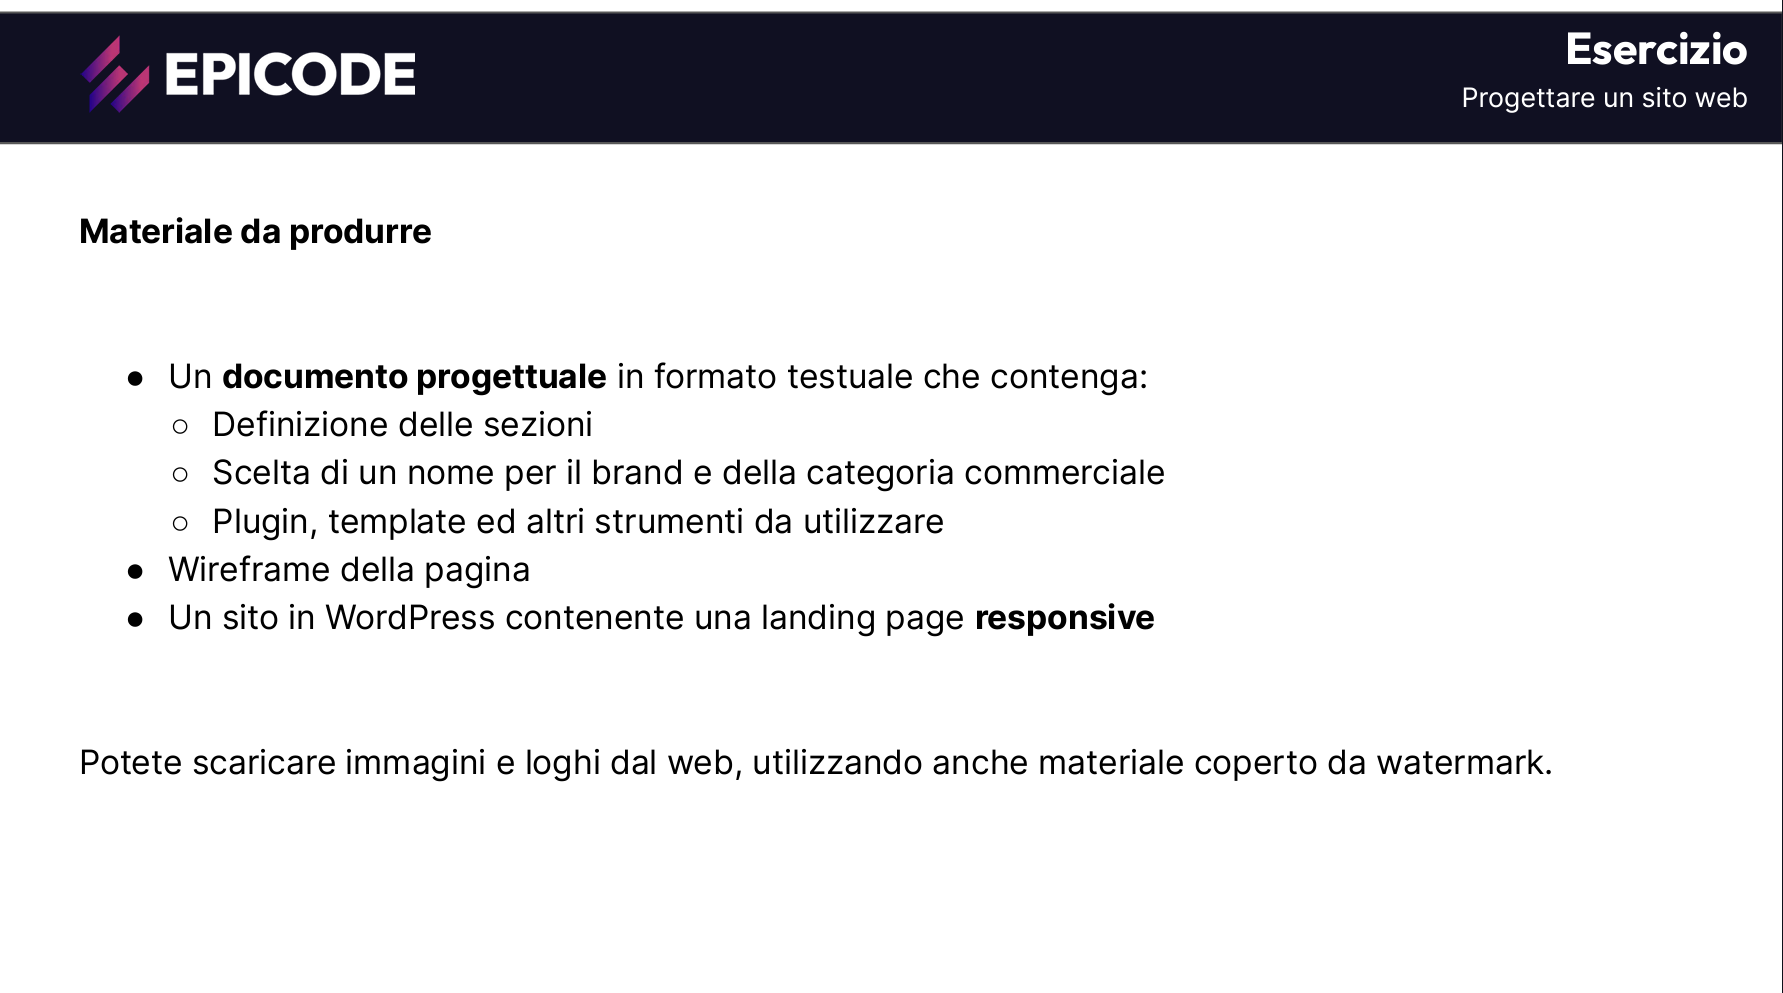 EPICODE
Esercizio
Progettare un sito web
Materiale da produrre
● Un documento progettuale in formato testuale che contenga:
○ Definizione delle sezioni
○ Scelta di un nome per il brand e della categoria commerciale
○ Plugin, template ed altri strumenti da utilizzare
● Wireframe della pagina
● Un sito in WordPress contenente una landing page responsive
Potete scaricare immagini e loghi dal web, utilizzando anche materiale coperto da watermark.